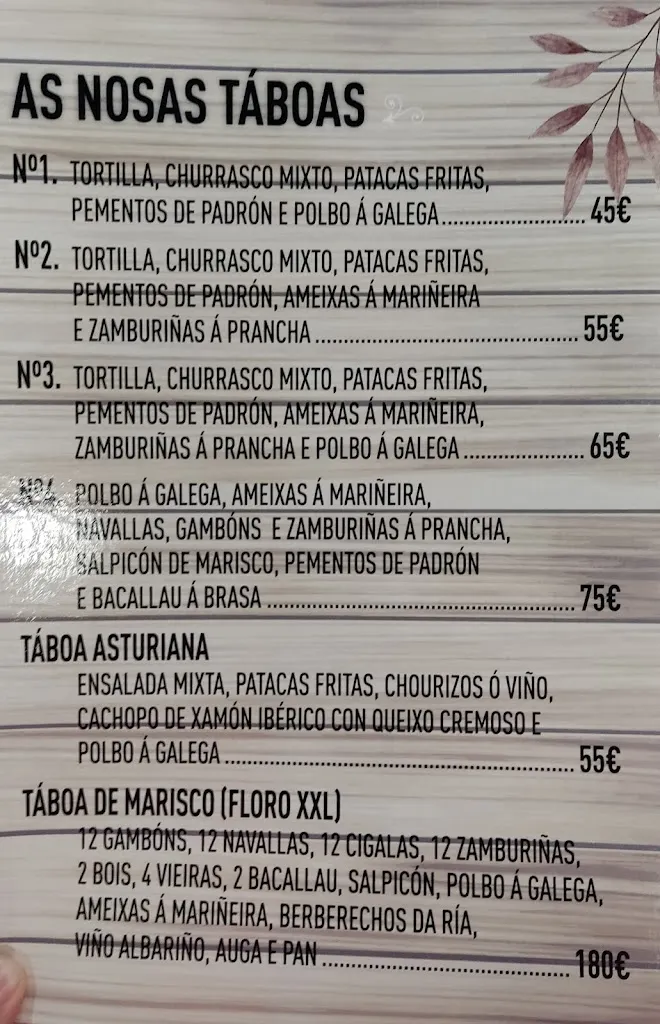 AS NOSAS TÁBOAS
Nº1. TORTILLA, CHURRASCO MIXTO, PATACAS FRITAS,
PEMENTOS DE PADRÓN E POLBO Á GALEGA........................ 45€
Nº2. TORTILLA, CHURRASCO MIXTO, PATACAS FRITAS,
PEMENTOS DE PADRÓN, AMEIXAS Á MARIÑEIRA
E ZAMBURIÑAS Á PRANCHA............................................. 55€
Nº3. TORTILLA, CHURRASCO MIXTO, PATACAS FRITAS,
PEMENTOS DE PADRÓN, AMEIXAS Á MARIÑEIRA,
ZAMBURIÑAS Á PRANCHA E POLBO Á GALEGA..................... 65€
Nº4. POLBO Á GALEGA, AMEIXAS Á MARIÑEIRA,
NAVALLAS, GAMBÓNS E ZAMBURIÑAS Á PRANCHA,
SALPICÓN DE MARISCO, PEMENTOS DE PADRÓN
E BACALLAU Á BRASA..................................................... 75€
TÁBOA ASTURIANA
ENSALADA MIXTA, PATACAS FRITAS, CHOURIZOS Ó VIÑO,
CACHOPO DE XAMÓN IBÉRICO CON QUEIXO CREMOSO E
POLBO Á GALEGA............................................................ 55€
TÁBOA DE MARISCO (FLORO XXL)
12 GAMBÓNS, 12 NAVALLAS, 12 CIGALAS, 12 ZAMBURIÑAS,
2 BOIS, 4 VIEIRAS, 2 BACALLAU, SALPICÓN, POLBO Á GALEGA,
AMEIXAS Á MARIÑEIRA, BERBERECHOS DA RÍA,
VIÑO ALBARIÑO, AUGA E PAN........................................... 180€